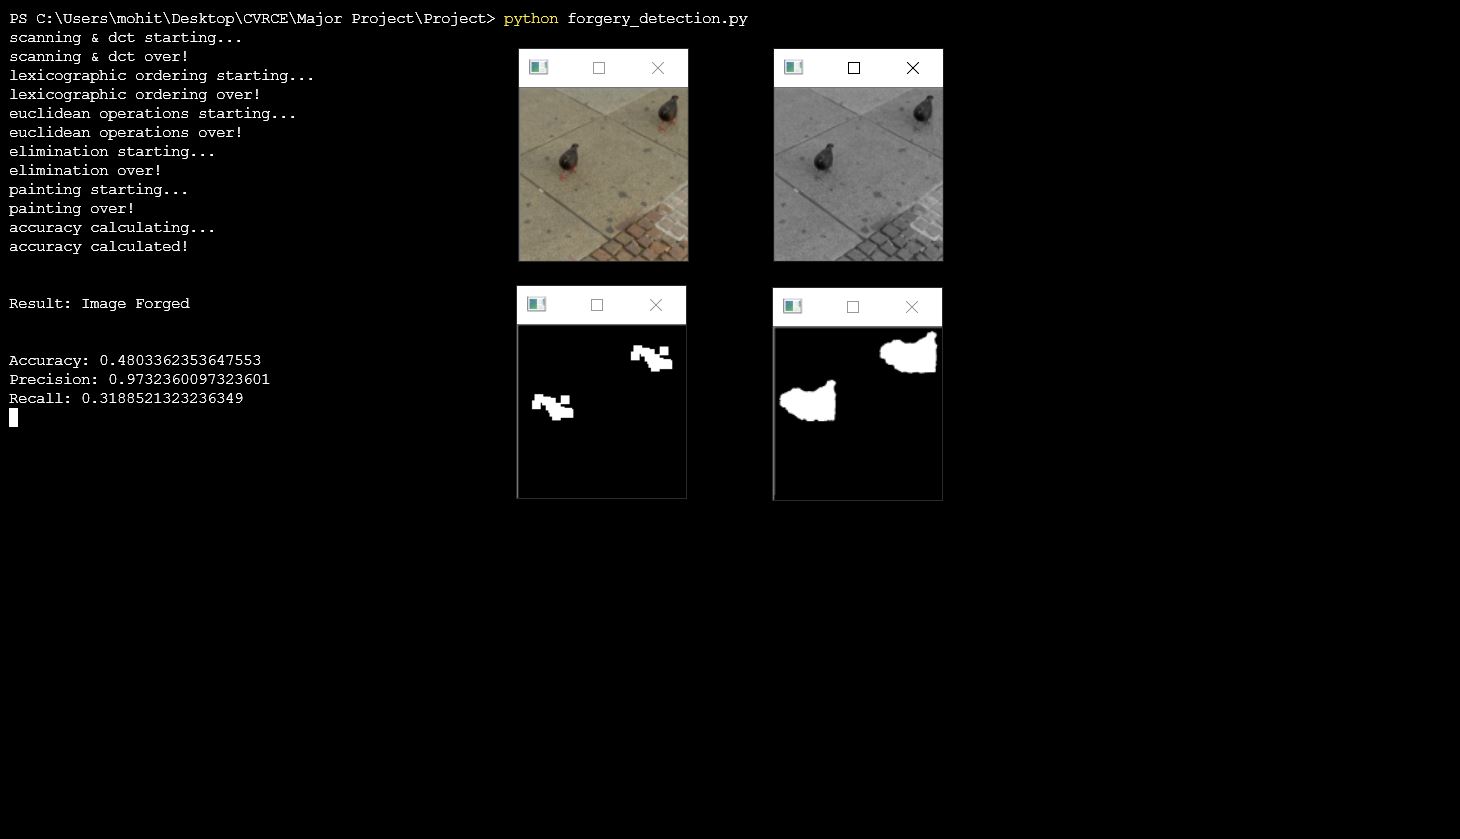 PS C:\Users\mohit\Desktop\CVRCE\Major Project\Project> python forgery_detection.py
scanning & dct starting...
scanning & dct over!
lexicographic ordering starting...
lexicographic ordering over!
euclidean operations starting...
euclidean operations over!
elimination starting...
elimination over!
painting starting...
painting over!
accuracy calculating...
accuracy calculated!
Result: Image Forged
Accuracy: 0.4803362353647553
Precision: 0.9732360097323601
Recall: 0.3188521323236349